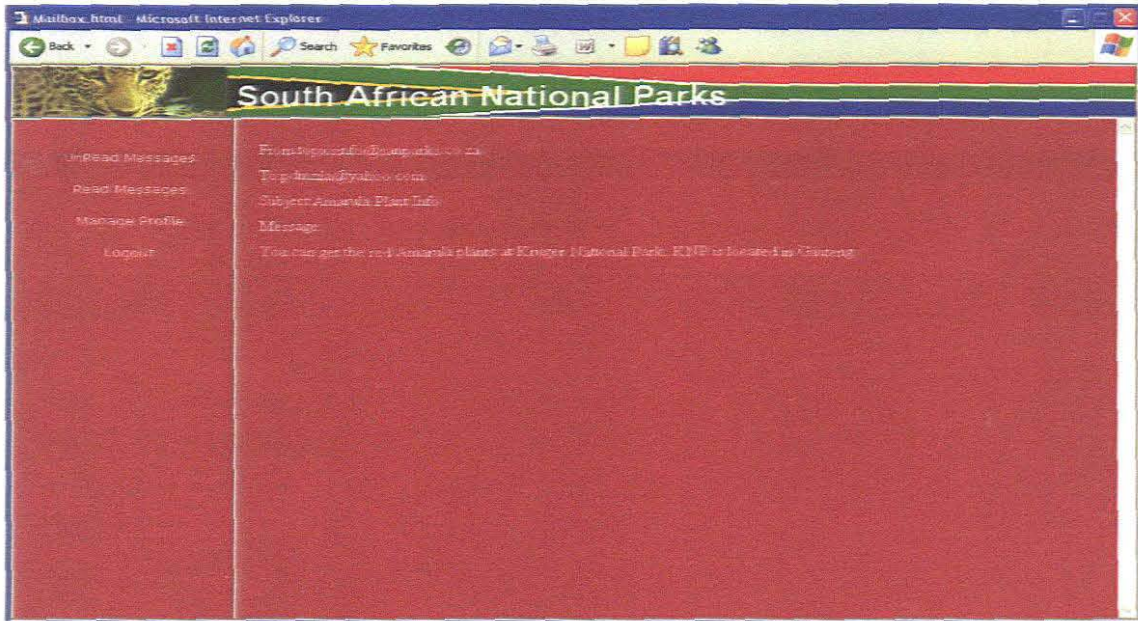 Mailbox.html - Microsoft Internet Explorer
Back
Search
Favorites
South African National Parks
UnRead Messages
Read Messages
Manage Profile
Logout
From:
To:
Subject: Amarula Plant Info
Message:
You can get the red Amarula plants at Kruger National Park. KNP is located in Gauteng